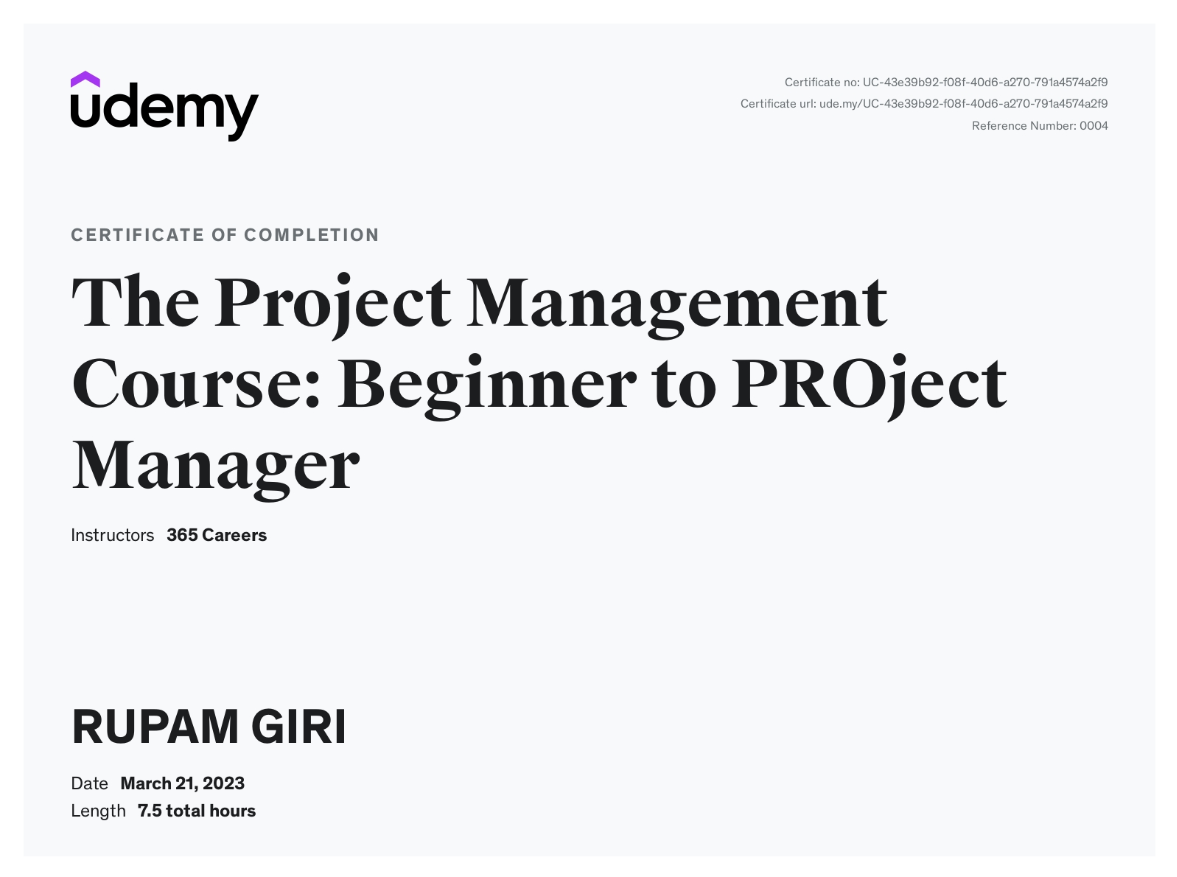 udemy
Certificate no: UC-43e39b92-f08f-40d6-a270-791a4574a2f9
Certificate url: ude.my/UC-43e39b92-f08f-40d6-a270-791a4574a2f9
Reference Number: 0004
CERTIFICATE OF COMPLETION
The Project Management
Course: Beginner to PROject
Manager
Instructors 365 Careers
RUPAM GIRI
Date March 21, 2023
Length 7.5 total hours